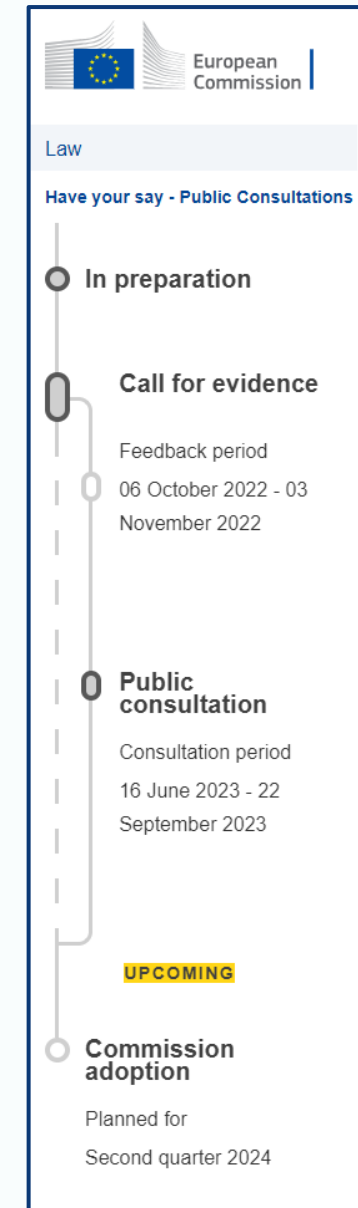 European
Commission
Law
Have your say - Public Consultations
In preparation
Call for evidence
Feedback period
06 October 2022 - 03
November 2022
Public
consultation
Consultation period
16 June 2023 - 22
September 2023
UPCOMING
Commission
adoption
Planned for
Second quarter 2024